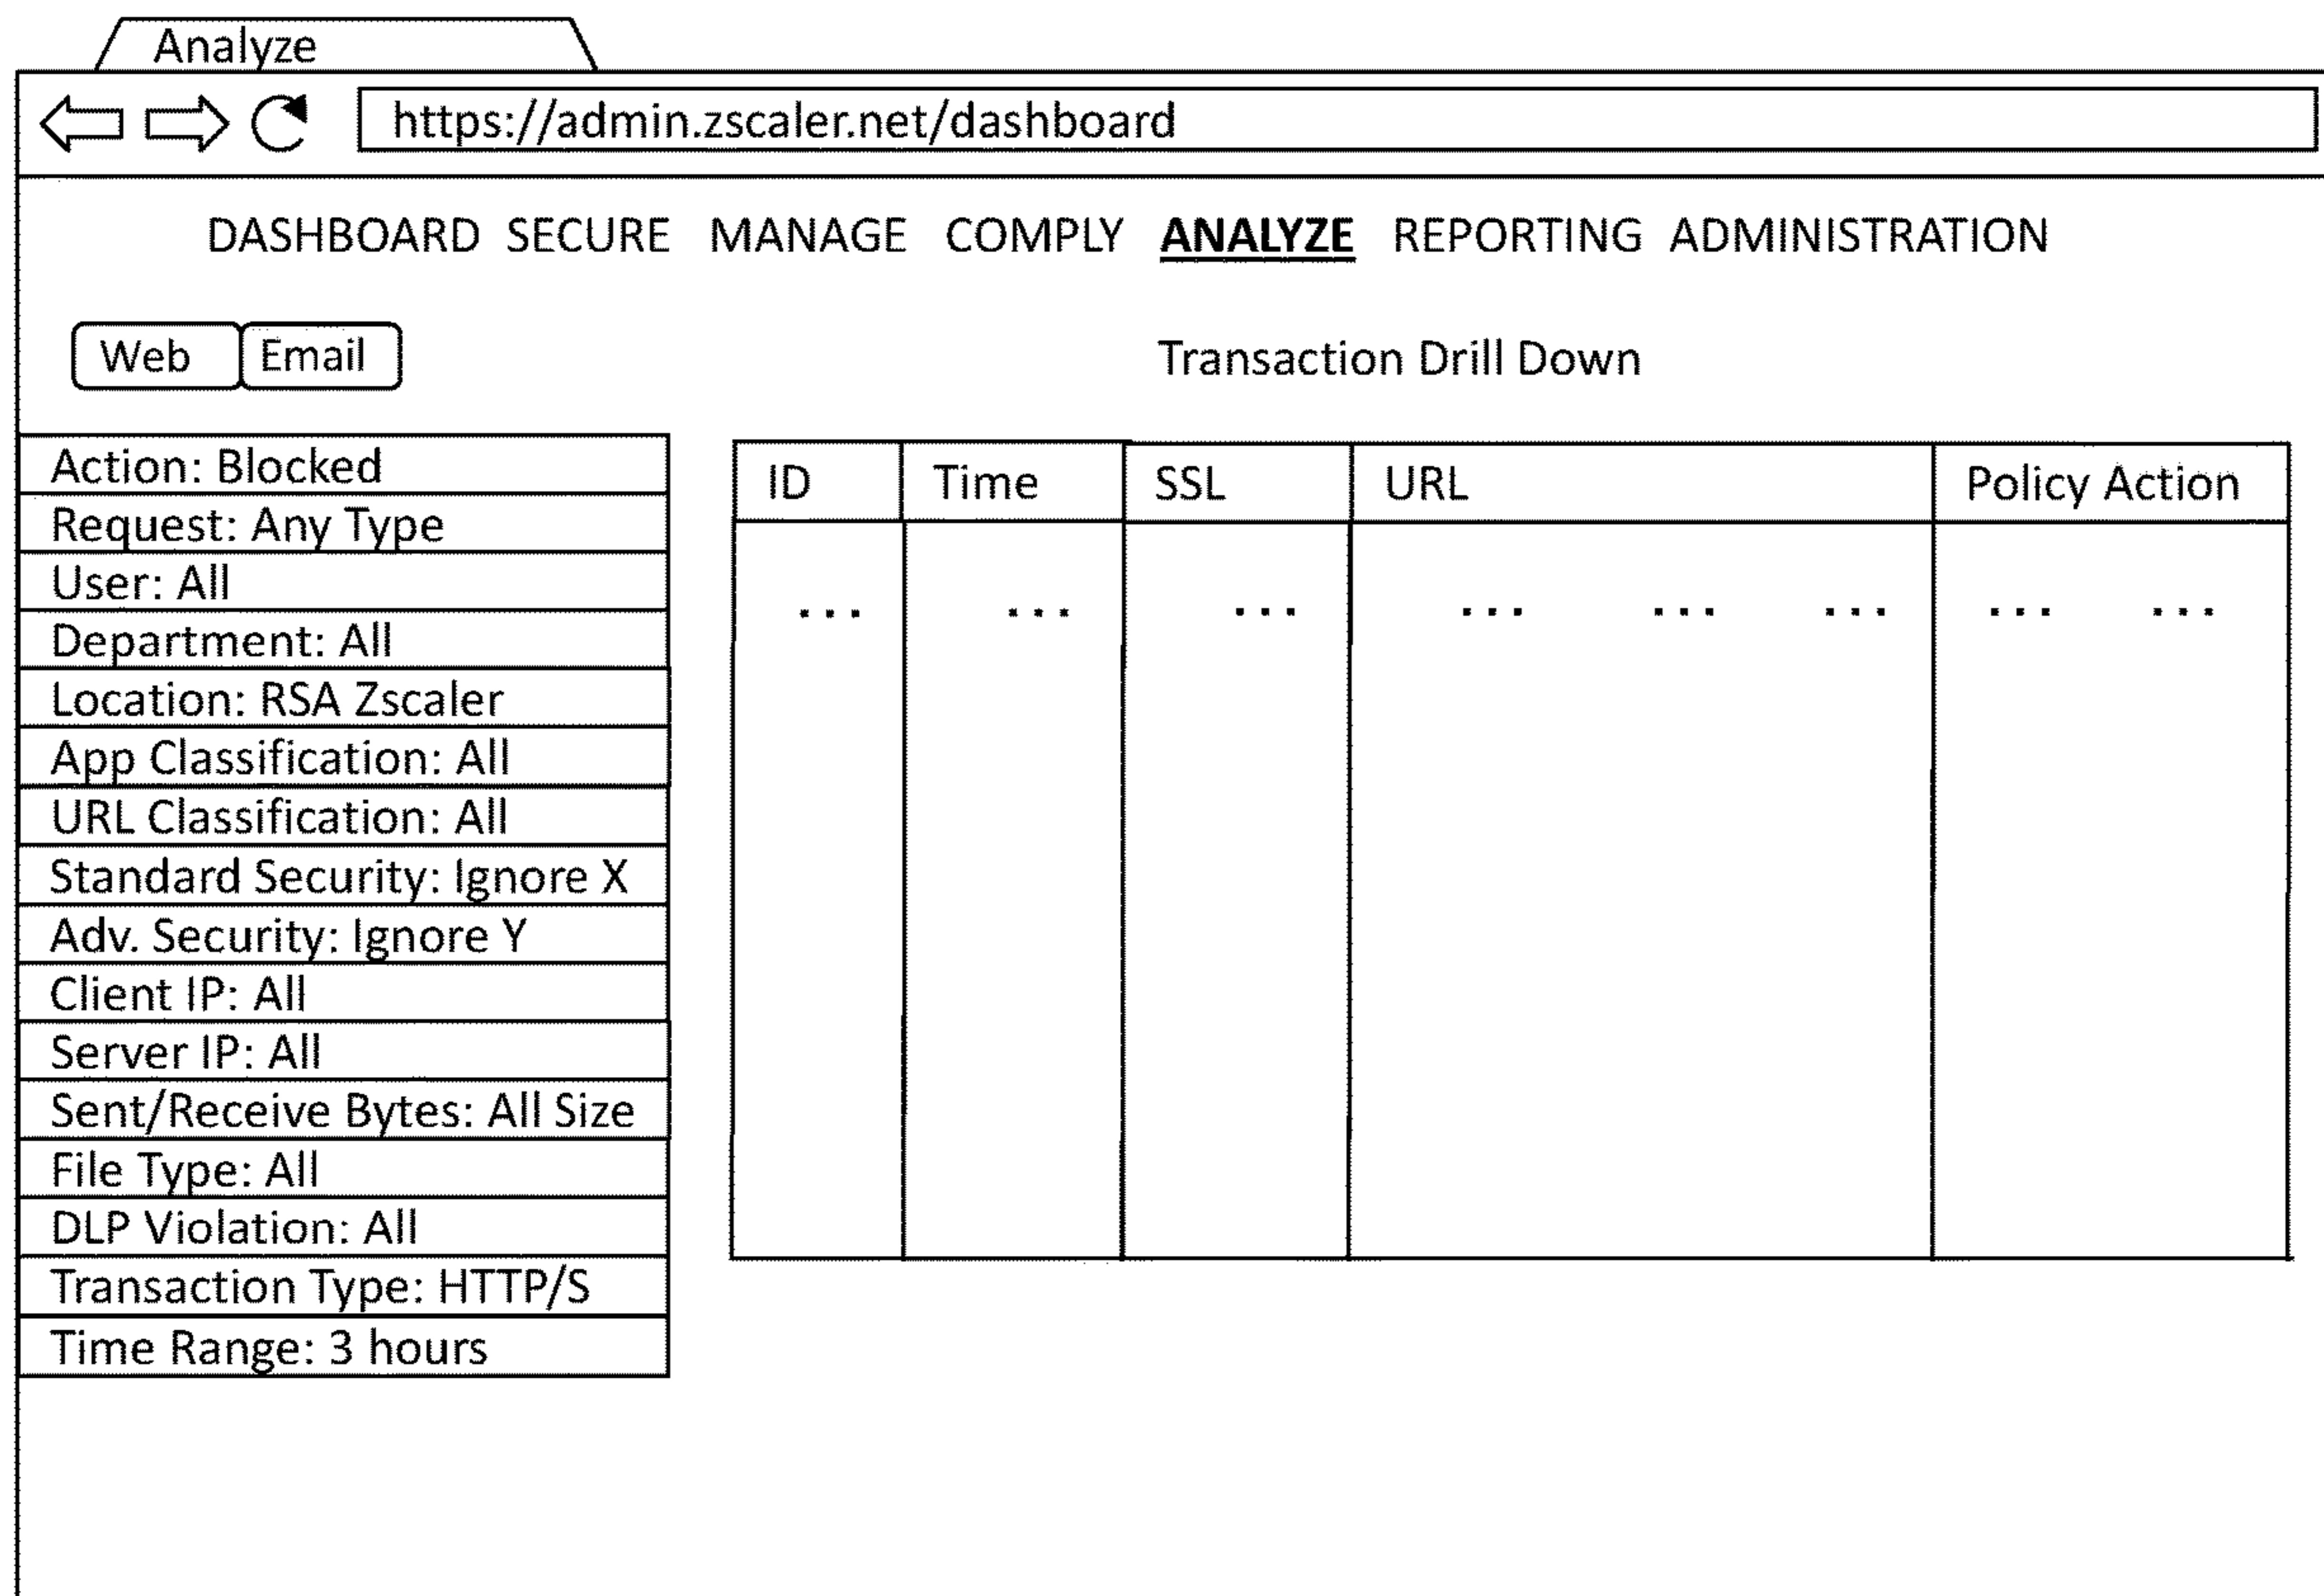 Analyze
https://admin.zscaler.net/dashboard
DASHBOARD SECURE MANAGE COMPLY ANALYZE REPORTING ADMINISTRATION
Web Email Transaction Drill Down
Action: Blocked
Request: Any Type
User: All
Department: All
Location: RSA Zscaler
App Classification: All
URL Classification: All
Standard Security: Ignore X
Adv. Security: Ignore Y
Client IP: All
Server IP: All
Sent/Receive Bytes: All Size
File Type: All
DLP Violation: All
Transaction Type: HTTP/S
Time Range: 3 hours
ID Time SSL URL Policy Action
... ... ... ... ... ... ... ...